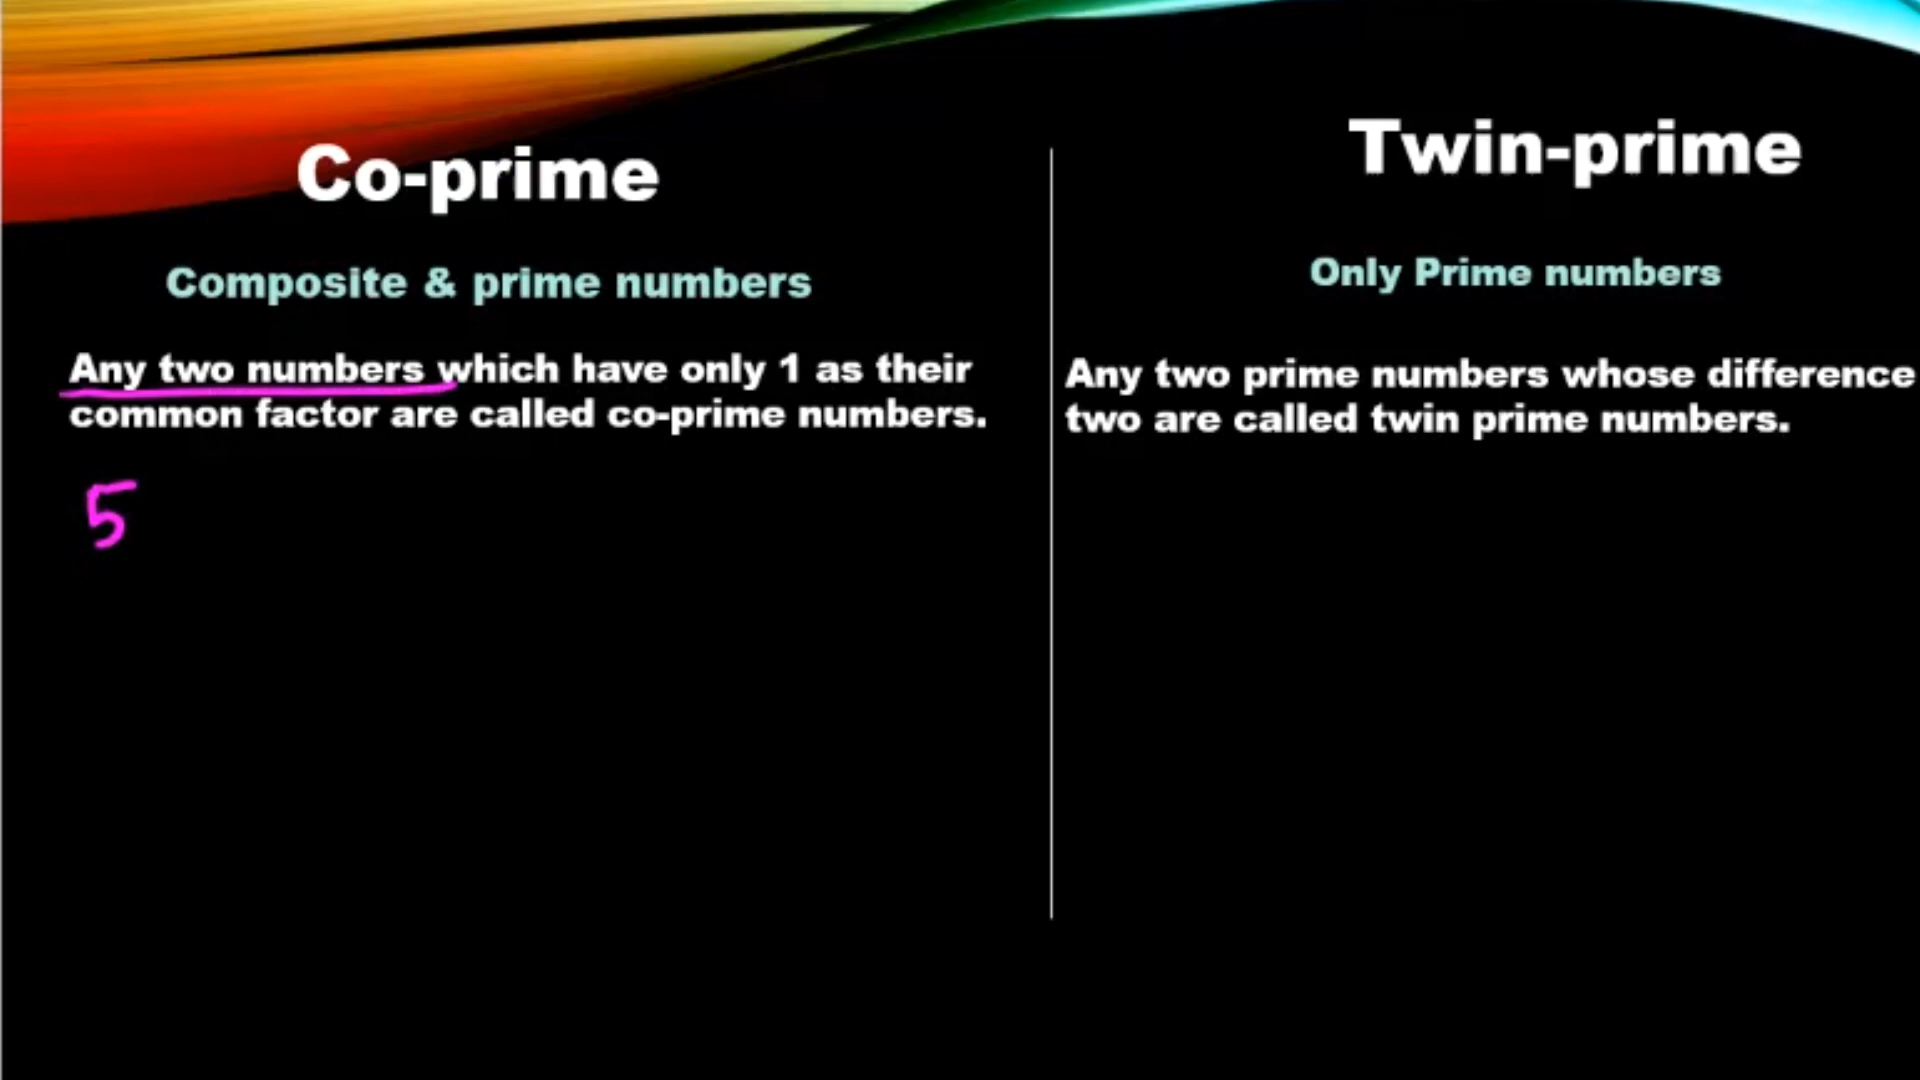 Co-prime
Composite & prime numbers
Any two numbers which have only 1 as their
common factor are called co-prime numbers.
5
Twin-prime
Only Prime numbers
Any two prime numbers whose difference
two are called twin prime numbers.